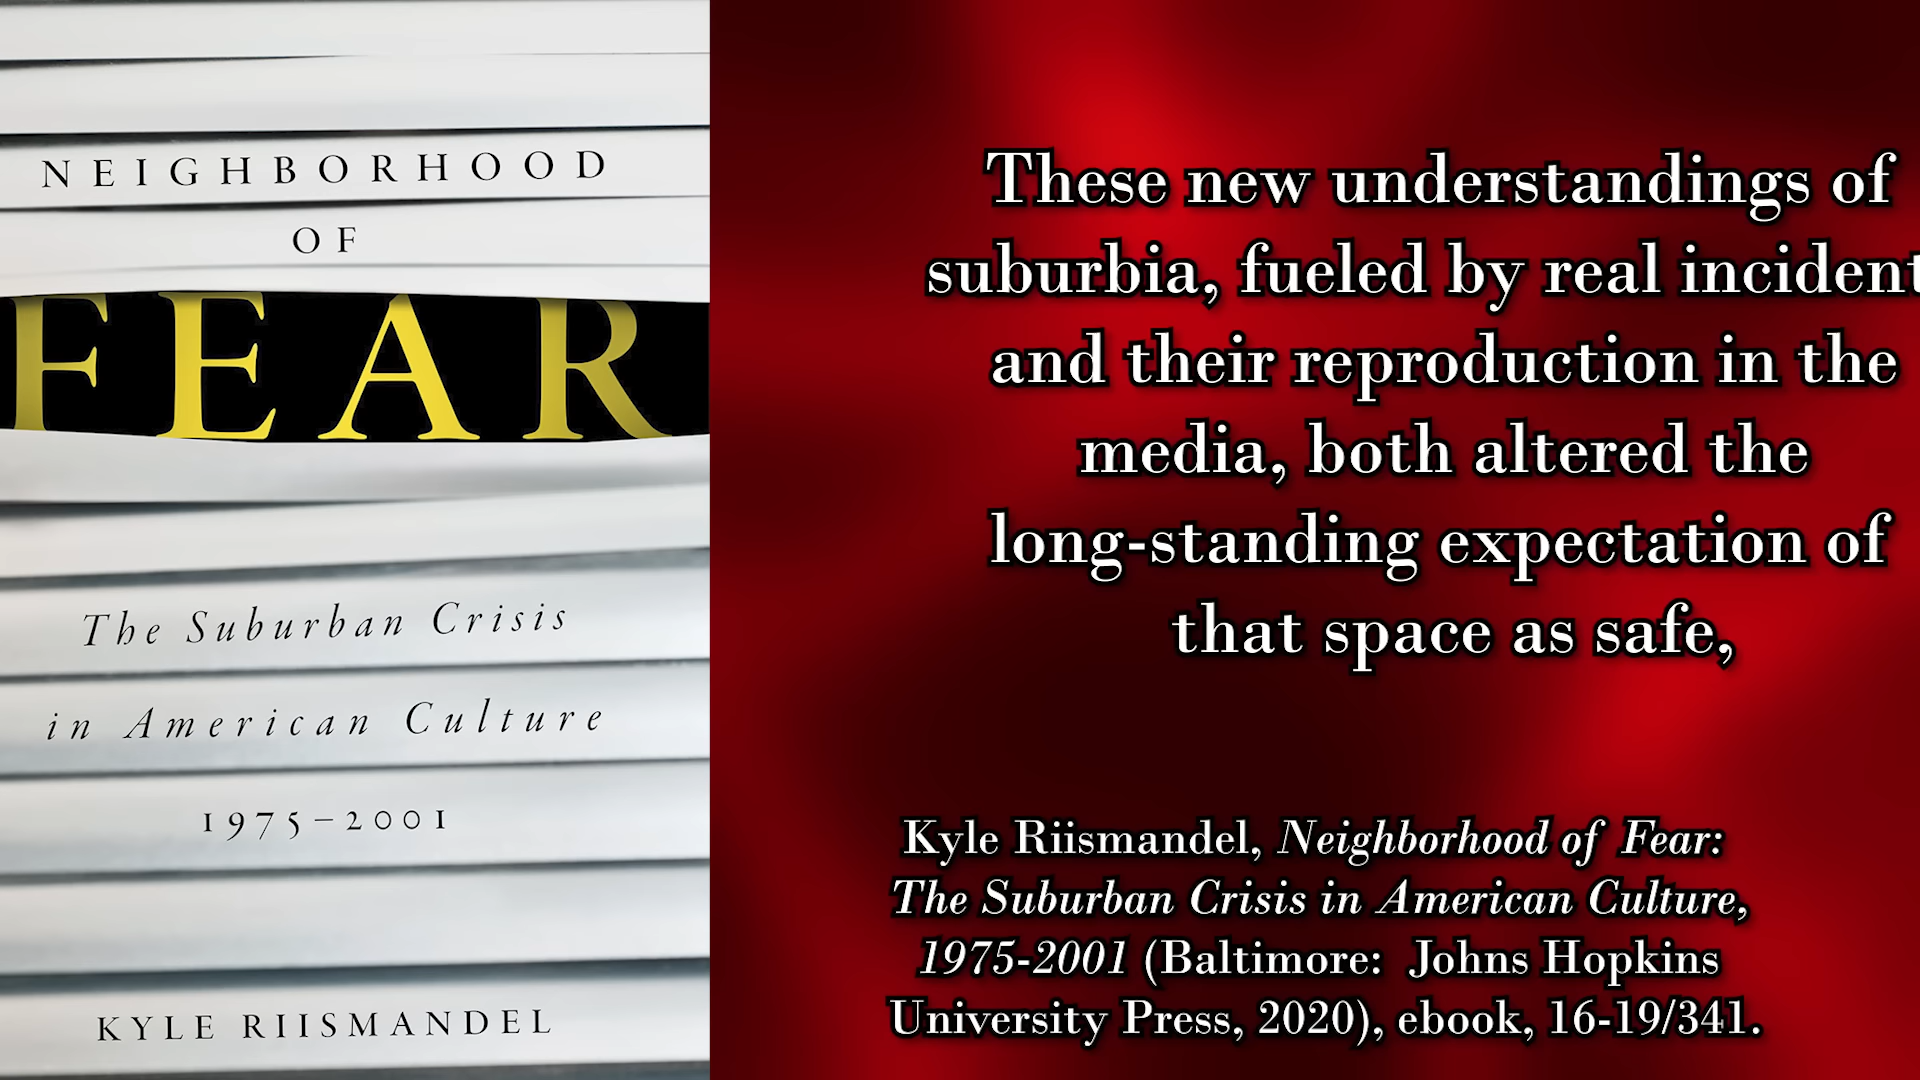 NEIGHBORHOOD
OF
FEAR
The Suburban Crisis
in American Culture
1975–2001
KYLE RIISMANDEL
These new understandings of
suburbia, fueled by real incident
and their reproduction in the
media, both altered the
long-standing expectation of
that space as safe,
Kyle Riismandel, Neighborhood of Fear:
The Suburban Crisis in American Culture,
1975-2001 (Baltimore: Johns Hopkins
University Press, 2020), ebook, 16-19/341.